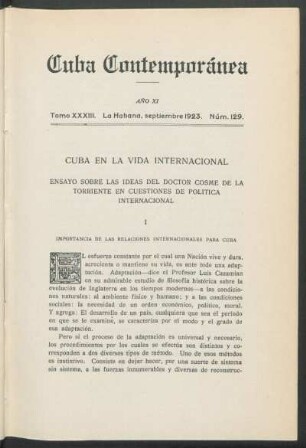 Cuba Contemporánea
AÑO XI
Tomo XXXIII. La Habana, septiembre 1923. Núm. 129.
CUBA EN LA VIDA INTERNACIONAL
ENSAYO SOBRE LAS IDEAS DEL DOCTOR COSME DE LA
TORRIENTE EN CUESTIONES DE POLITICA
INTERNACIONAL
I
IMPORTANCIA DE LAS RELACIONES INTERNACIONALES PARA CUBA.
EL esfuerzo constante por el cual una Nación vive y dura,
acrecienta o mantiene su vida, es ante todo una adap-
tación. Adaptación—dice el Profesor Luis Cazamian
en su admirable estudio de filosofía histórica sobre la
evolución de Inglaterra en los tiempos modernos—a las condicio-
nes naturales: al ambiente físico y humano; y a las condiciones
sociales: la necesidad de un orden económico, político, moral.
Y agrega: El desarrollo de un país, cualquiera que sea el período
en que se lo examine, se caracteriza por el modo y el grado de
esa adaptación.
Pero si el proceso de la adaptación es universal y necesario,
los procedimientos por los cuales se efectúa son distintos y co-
rresponden a dos diversos tipos de método. Uno de esos métodos
es instintivo. Consiste en dejar hacer, por una suerte de sistema
sin sistema, a las fuerzas innumerables y diversas de reconstruc-